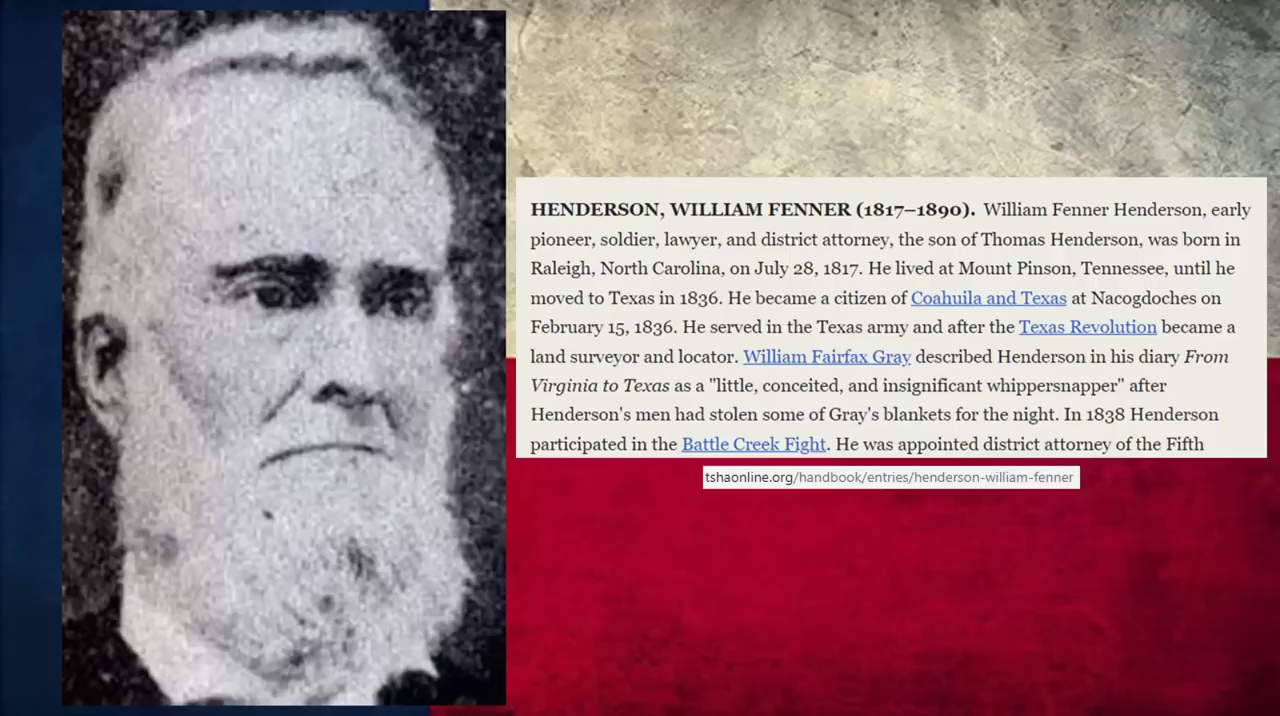 HENDERSON, WILLIAM FENNER (1817–1890). William Fenner Henderson, early
pioneer, soldier, lawyer, and district attorney, the son of Thomas Henderson, was born in
Raleigh, North Carolina, on July 28, 1817. He lived at Mount Pinson, Tennessee, until he
moved to Texas in 1836. He became a citizen of Coahuila and Texas at Nacogdoches on
February 15, 1836. He served in the Texas army and after the Texas Revolution became a
land surveyor and locator. William Fairfax Gray described Henderson in his diary From
Virginia to Texas as a "little, conceited, and insignificant whippersnapper" after
Henderson's men had stolen some of Gray's blankets for the night. In 1838 Henderson
participated in the Battle Creek Fight. He was appointed district attorney of the Fifth
tshaonline.org/handbook/entries/henderson-william-fenner